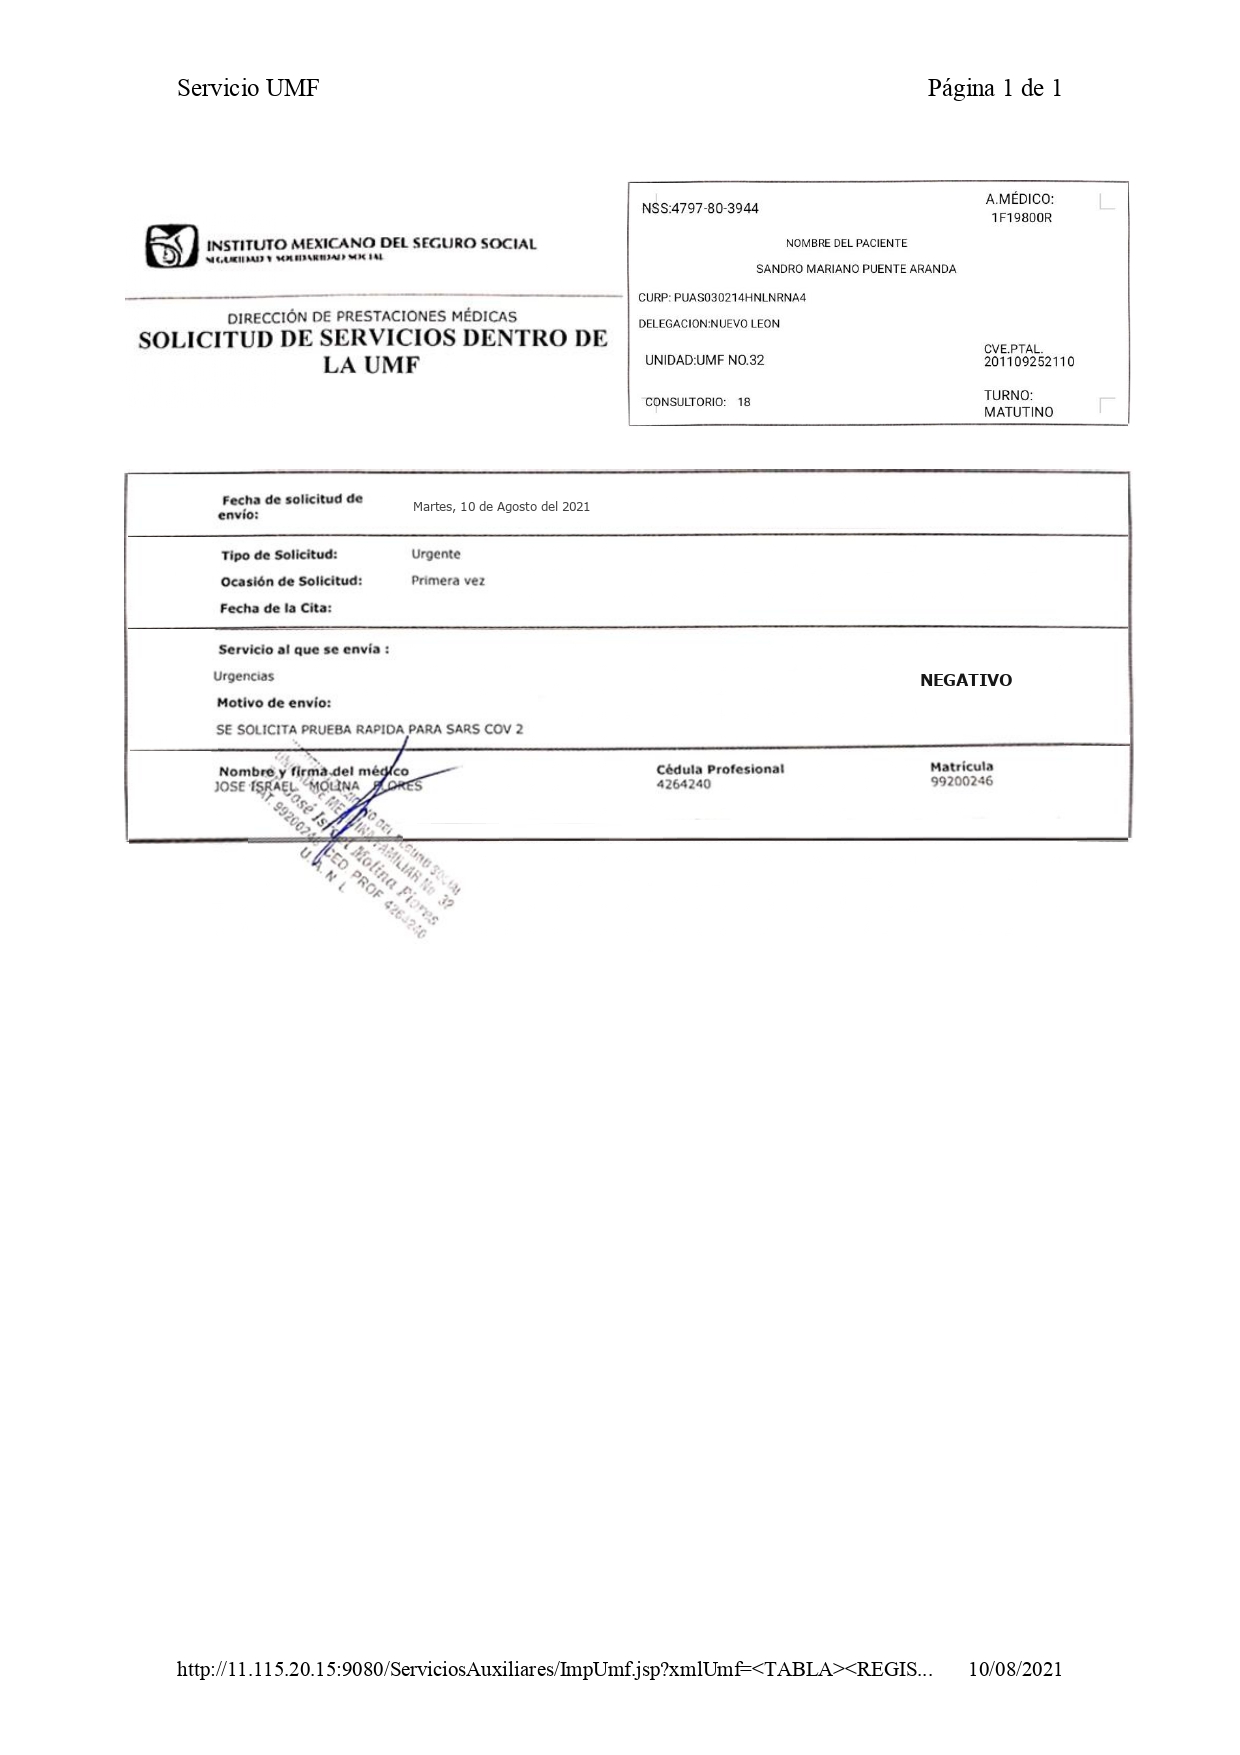 Servicio UMF Página 1 de 1
INSTITUTO MEXICANO DEL SEGURO SOCIAL
SEGURIDAD Y SOLIDARIDAD SOCIAL
DIRECCIÓN DE PRESTACIONES MÉDICAS
SOLICITUD DE SERVICIOS DENTRO DE
LA UMF
NSS:4797-80-3944
A.MÉDICO:
1F19800R
NOMBRE DEL PACIENTE
SANDRO MARIANO PUENTE ARANDA
CURP: PUAS030214HNLNRNA4
DELEGACION:NUEVO LEON
UNIDAD:UMF NO.32
CVE.PTAL.
201109252110
CONSULTORIO: 18
TURNO:
MATUTINO
Fecha de solicitud de
envío:
Martes, 10 de Agosto del 2021
Tipo de Solicitud: Urgente
Ocasión de Solicitud: Primera vez
Fecha de la Cita:
Servicio al que se envía :
Urgencias
NEGATIVO
Motivo de envío:
SE SOLICITA PRUEBA RAPIDA PARA SARS COV 2
Nombre y firma del médico
JOSE ISRAEL MOLINA FLORES
Cédula Profesional
4264240
Matrícula
99200246
DEL SEGURO SOCIAL
MEDICINA FAMILIAR No. 32
José Israel Molina Flores
MAT. 99200246 CED. PROF 4264240
U. A. N L
http://11.115.20.15:9080/ServiciosAuxiliares/ImpUmf.jsp?xmlUmf=<TABLA><REGIS... 10/08/2021